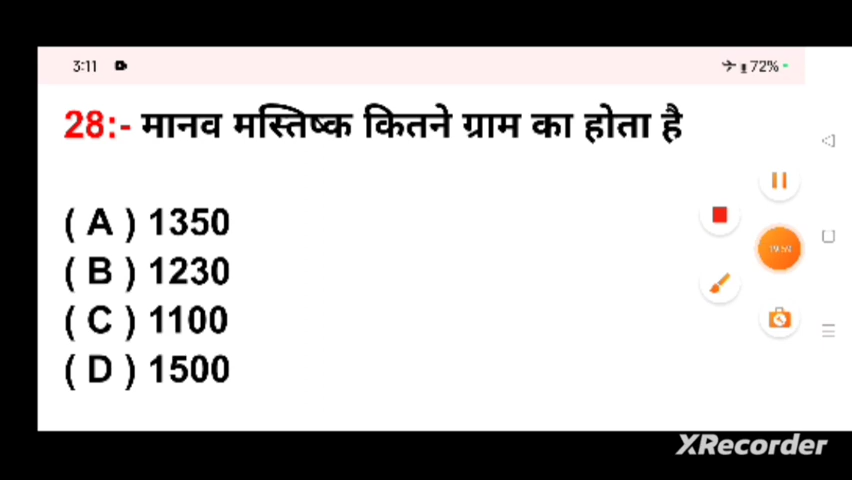 3:11 72%
28:- मानव मस्तिष्क कितने ग्राम का होता है
( A ) 1350
( B ) 1230
( C ) 1100
( D ) 1500
XRecorder